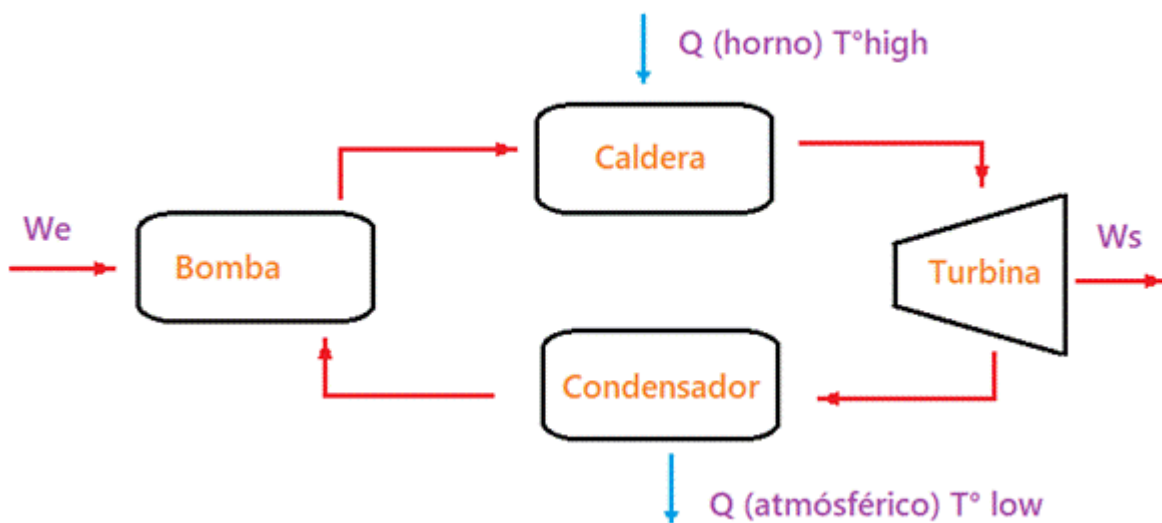 Q (horno) T°high
Caldera
We
Bomba
Turbina
Ws
Condensador
Q (atmósférico) T° low